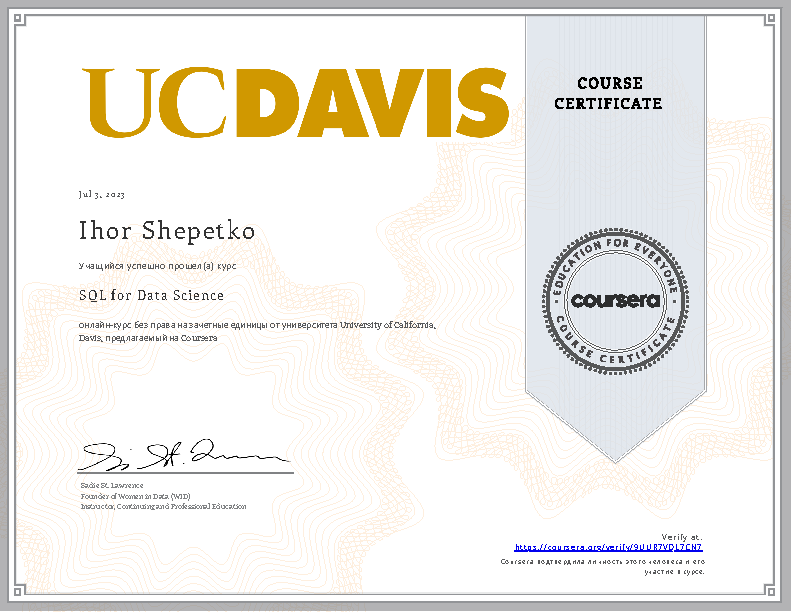 UCDAVIS
COURSE
CERTIFICATE
Jul 3, 2023
Ihor Shepetko
Учащийся успешно прошел(а) курс
SQL for Data Science
онлайн-курс без права на зачетные единицы от университета University of California,
Davis, предлагаемый на Coursera
EDUCATION FOR EVERYONE
coursera
COURSE CERTIFICATE
Sadie St. Lawrence
Founder of Women in Data (WID)
Instructor, Continuing and Professional Education
Verify at:
https://coursera.org/verify/9UUR7VDL7CN7
Coursera подтвердила личность этого человека и его
участие в курсе.